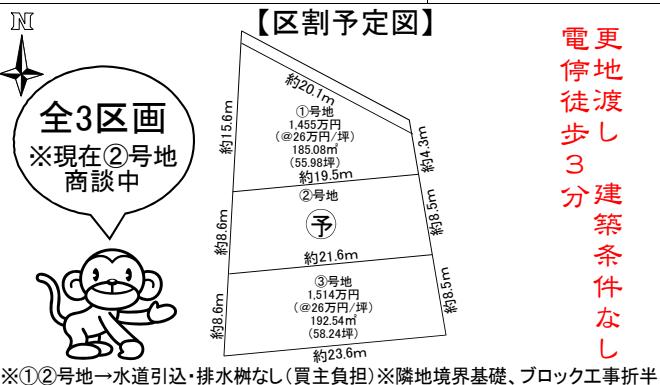 【区割予定図】
N
全3区画
※現在②号地
商談中
約20.1m
①号地
1,455万円
(@26万円/坪)
185.08㎡
(55.98坪)
約15.6m
約4.3m
約19.5m
②号地
予
約8.6m
約8.5m
約21.6m
③号地
1,514万円
(@26万円/坪)
192.54㎡
(58.24坪)
約8.6m
約8.5m
約23.6m
更地渡し 建築条件なし
電停徒歩3分
※①②号地→水道引込・排水桝なし(買主負担)※隣地境界基礎、ブロック工事折半